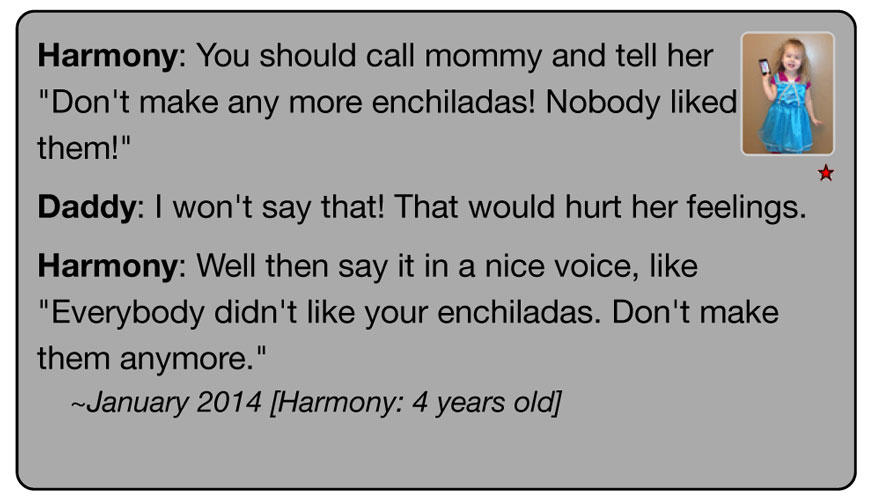 Harmony: You should call mommy and tell her
"Don't make any more enchiladas! Nobody liked
them!"
Daddy: I won't say that! That would hurt her feelings.
Harmony: Well then say it in a nice voice, like
"Everybody didn't like your enchiladas. Don't make
them anymore."
~January 2014 [Harmony: 4 years old]